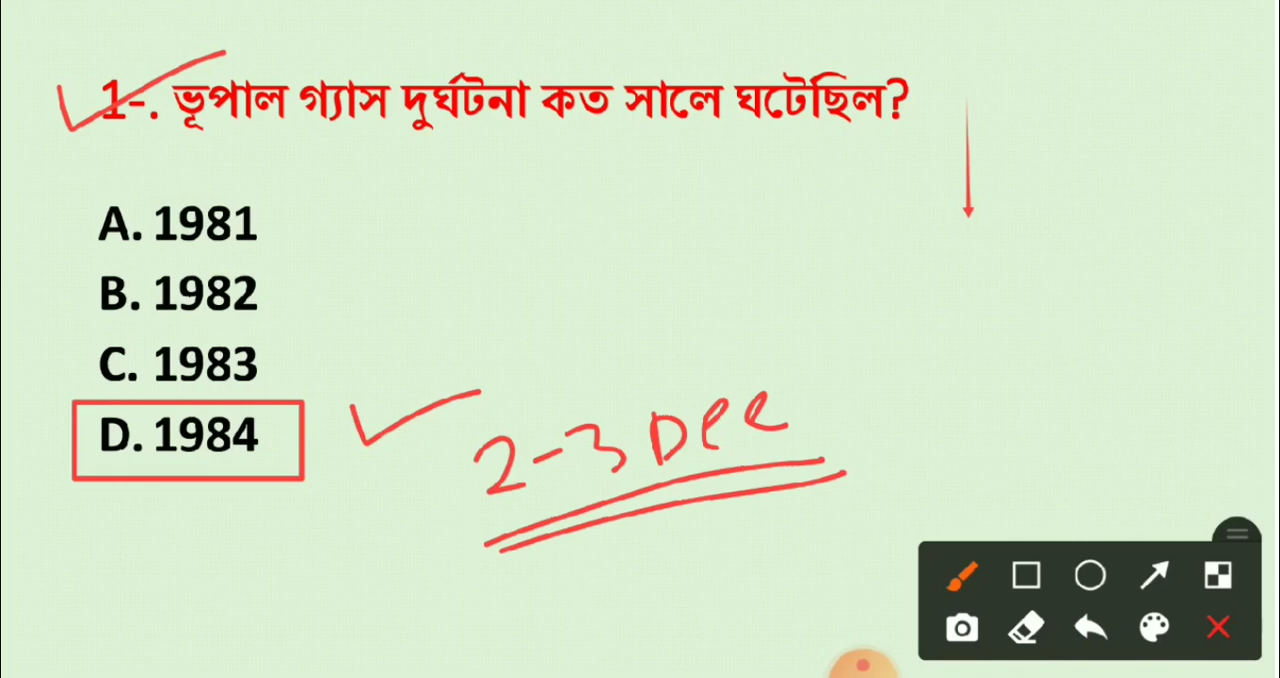 1-. ভূপাল গ্যাস দুর্ঘটনা কত সালে ঘটেছিল?
A. 1981
B. 1982
C. 1983
D. 1984
2-3 Dec